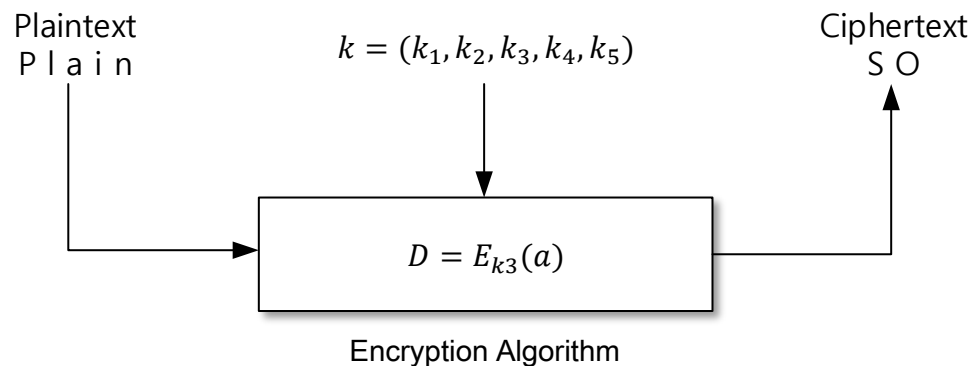 Plaintext
P l a i n
k = (k₁, k₂, k₃, k₄, k₅)
Ciphertext
S O
D = Eₖ₃(a)
Encryption Algorithm